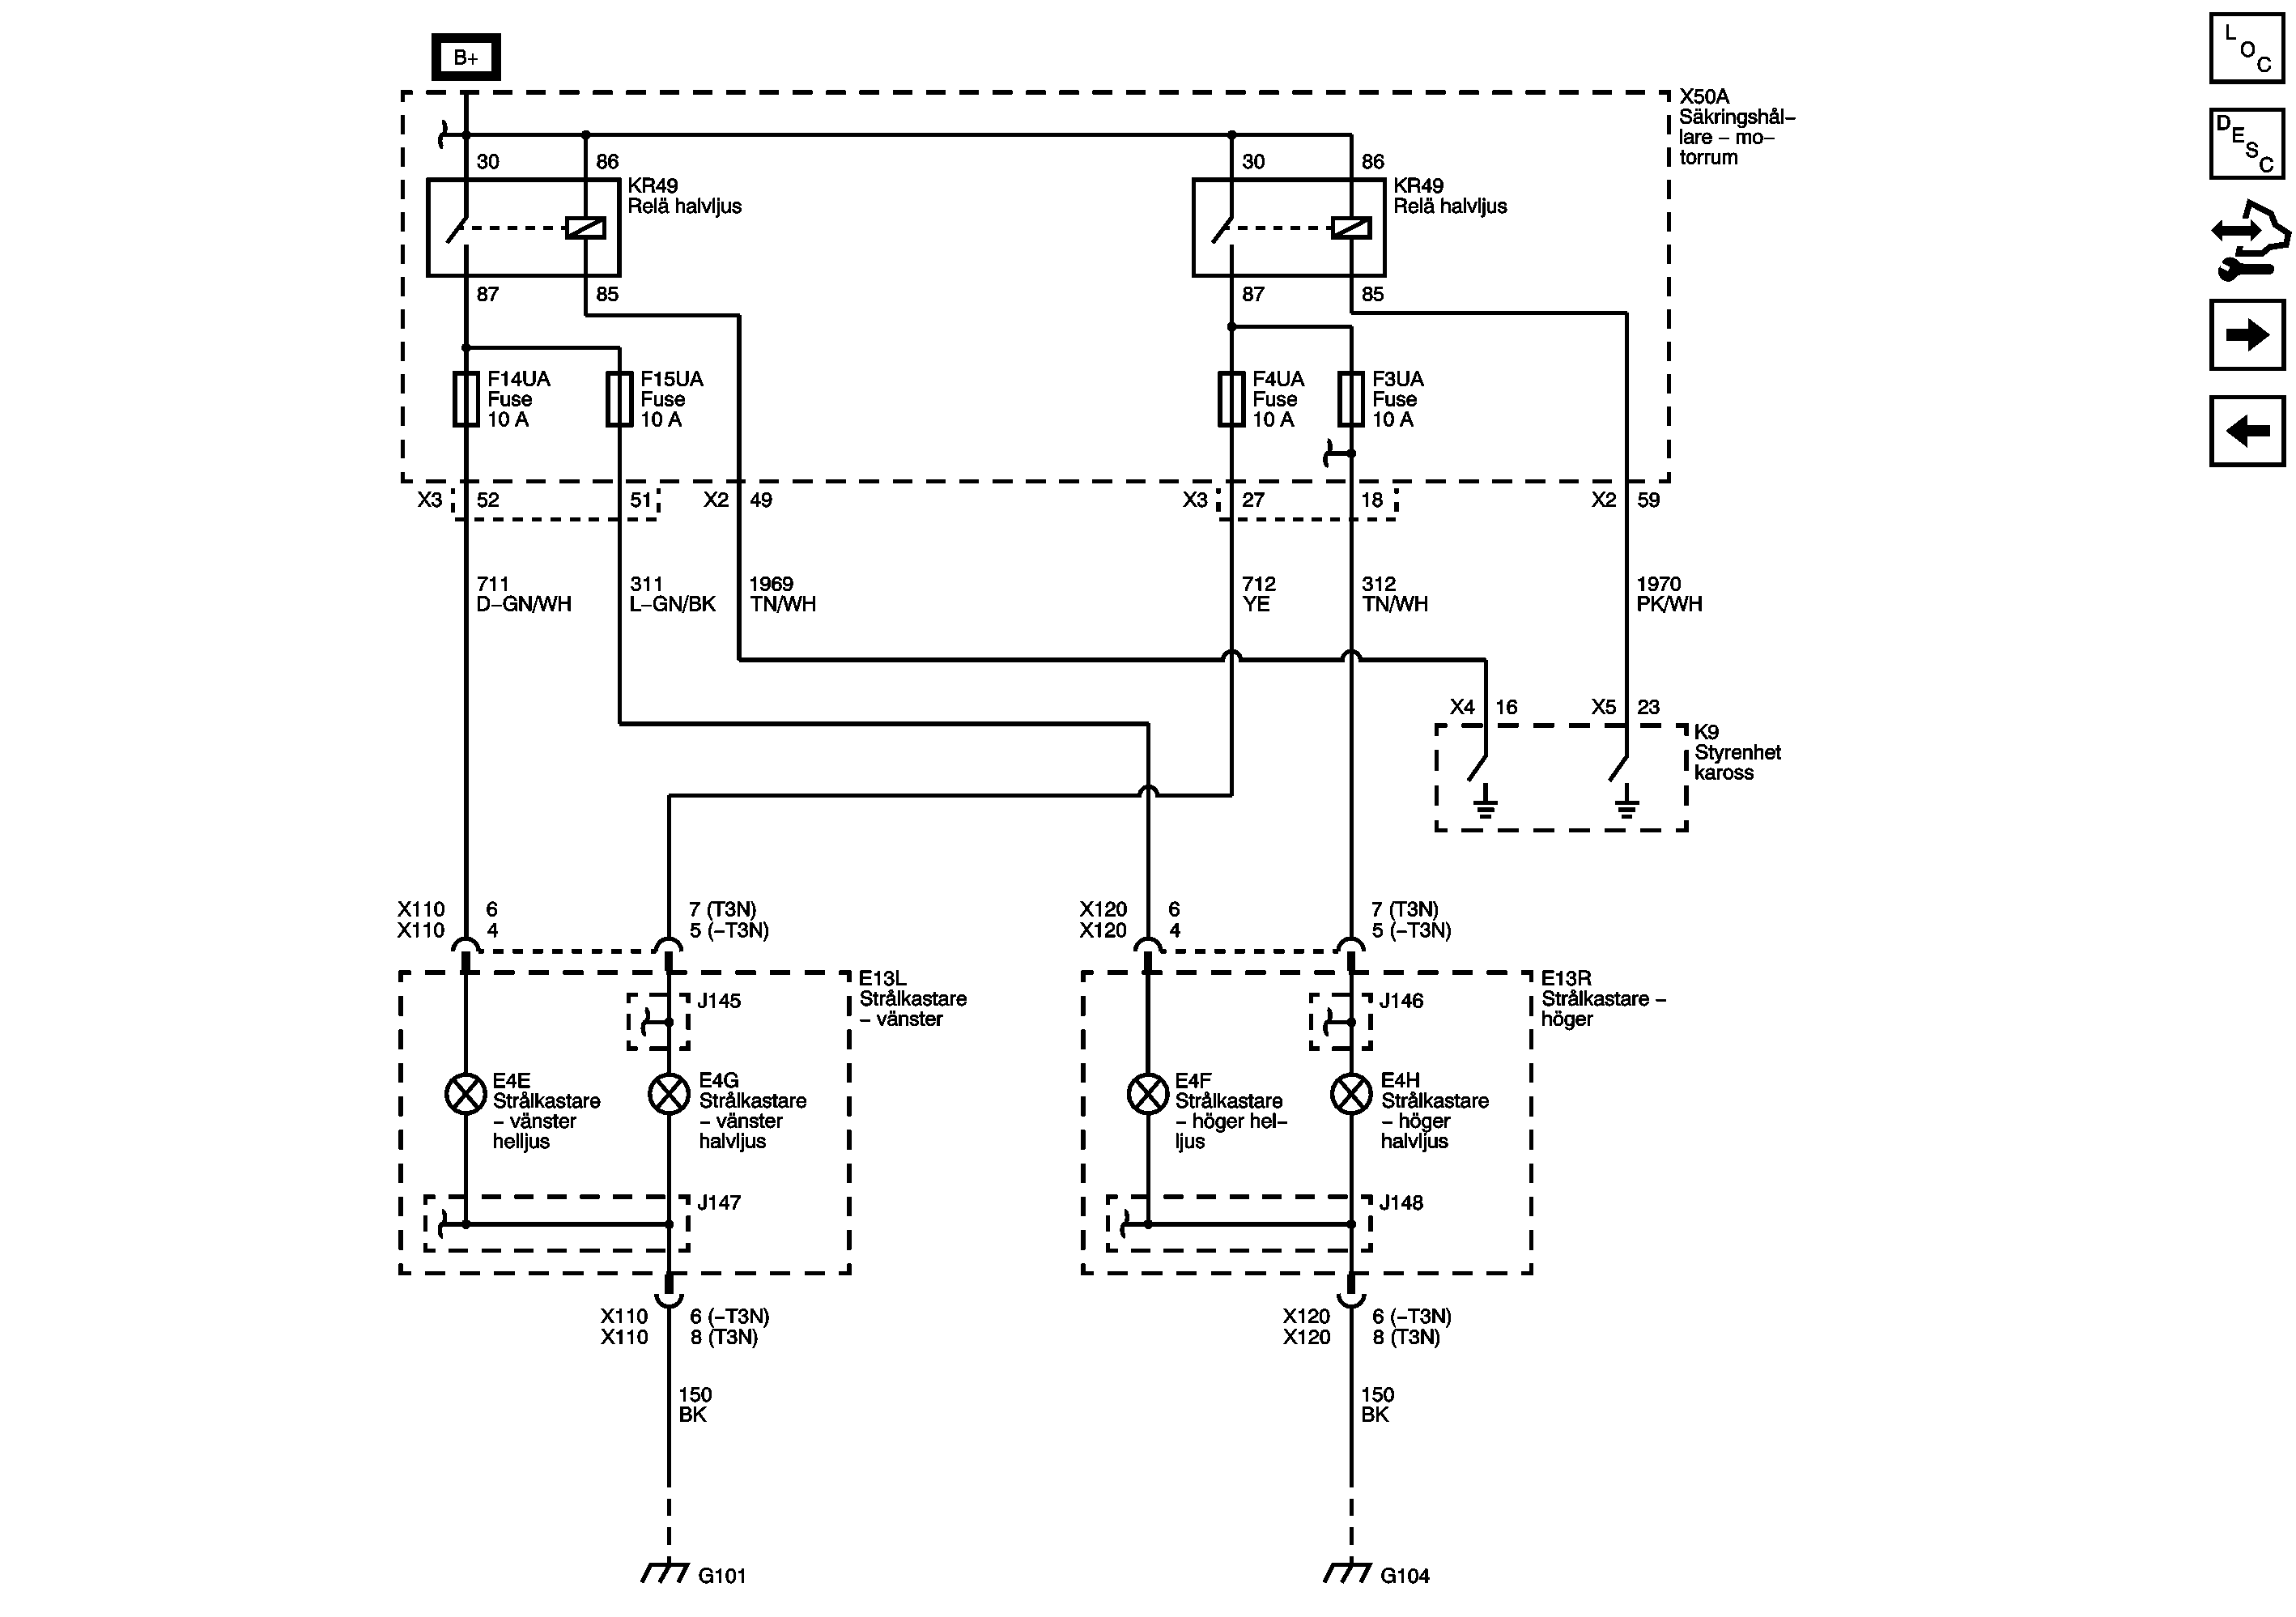 B+
L
O
C
X50A
Säkringshål–
lare – mo–
torrum
D
E
S
C
30
86
KR49
Relä halvljus
87
85
30
86
KR49
Relä halvljus
87
85
F14UA
Fuse
10 A
F15UA
Fuse
10 A
F4UA
Fuse
10 A
F3UA
Fuse
10 A
X3
52
51
X2
49
X3
27
18
X2
59
711
D–GN/WH
311
L–GN/BK
1969
TN/WH
712
YE
312
TN/WH
1970
PK/WH
X4
16
X5
23
K9
Styrenhet
kaross
X110 6
X110 4
7 (T3N)
5 (–T3N)
X120 6
X120 4
7 (T3N)
5 (–T3N)
E13L
Strålkastare
– vänster
E13R
Strålkastare –
höger
J145
J146
E4E
Strålkastare
– vänster
helljus
E4G
Strålkastare
– vänster
halvljus
E4F
Strålkastare
– höger hel–
ljus
E4H
Strålkastare
– höger
halvljus
J147
J148
X110 6 (–T3N)
X110 8 (T3N)
X120 6 (–T3N)
X120 8 (T3N)
150
BK
150
BK
G101
G104